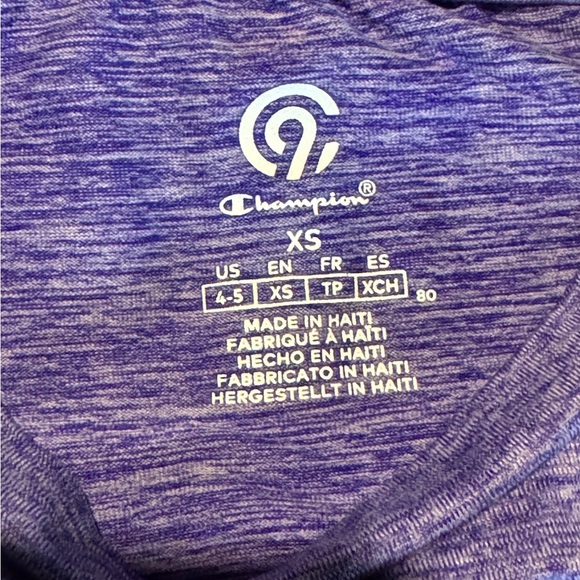 C9
Champion®
XS
US EN FR ES
4-5 XS TP XCH 80
MADE IN HAITI
FABRIQUÉ À HAÏTI
HECHO EN HAITI
FABBRICATO IN HAITI
HERGESTELLT IN HAITI